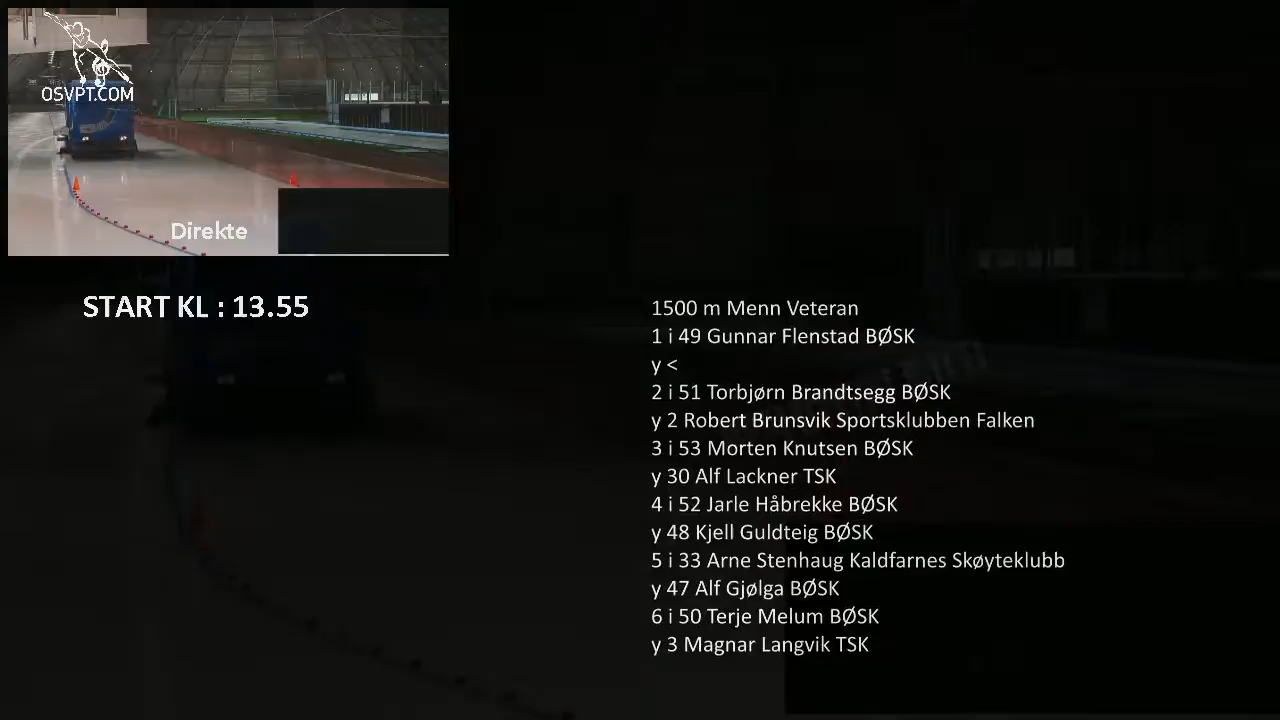 OSVPT.COM
Direkte
START KL : 13.55
1500 m Menn Veteran
1 i 49 Gunnar Flenstad BØSK
y <
2 i 51 Torbjørn Brandtsegg BØSK
y 2 Robert Brunsvik Sportsklubben Falken
3 i 53 Morten Knutsen BØSK
y 30 Alf Lackner TSK
4 i 52 Jarle Håbrekke BØSK
y 48 Kjell Guldteig BØSK
5 i 33 Arne Stenhaug Kaldfarnes Skøyteklubb
y 47 Alf Gjølga BØSK
6 i 50 Terje Melum BØSK
y 3 Magnar Langvik TSK